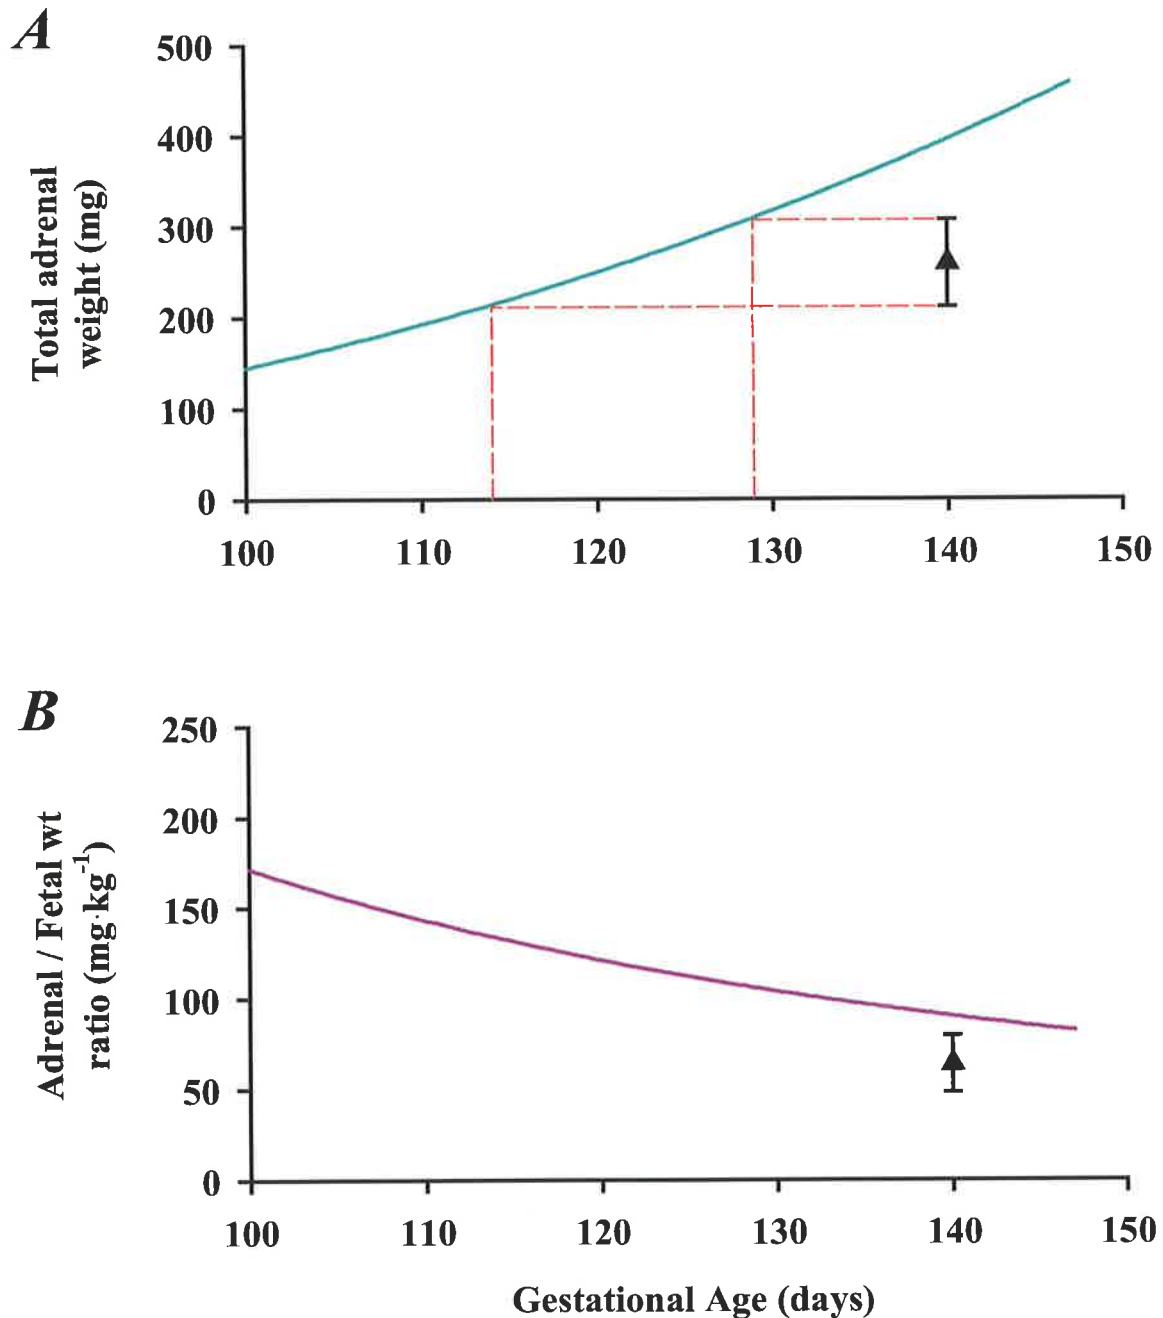 A
500
400
300
200
100
0
Total adrenal
weight (mg)
100 110 120 130 140 150
B
250
200
150
100
50
0
Adrenal / Fetal wt
ratio (mg·kg⁻¹)
100 110 120 130 140 150
Gestational Age (days)